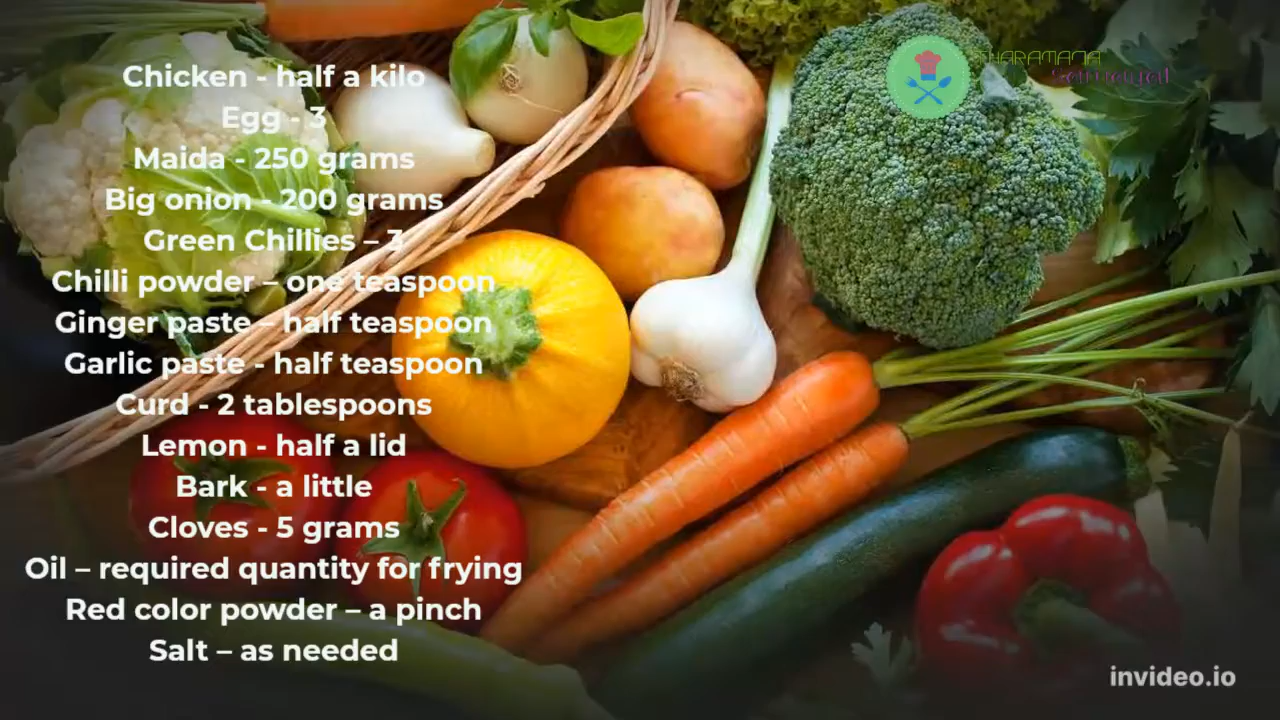 Chicken - half a kilo
Egg - 3
Maida - 250 grams
Big onion - 200 grams
Green Chillies – 3
Chilli powder – one teaspoon
Ginger paste – half teaspoon
Garlic paste - half teaspoon
Curd - 2 tablespoons
Lemon - half a lid
Bark - a little
Cloves - 5 grams
Oil – required quantity for frying
Red color powder – a pinch
Salt – as needed
invideo.io